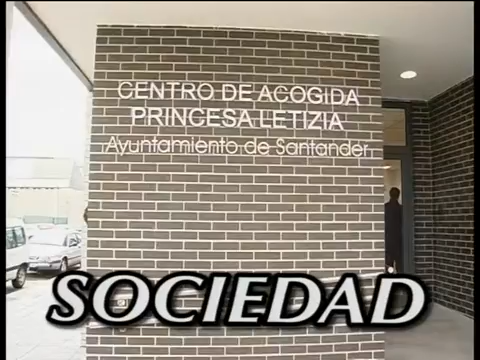 CENTRO DE ACOGIDA
PRINCESA LETIZIA
Ayuntamiento de Santander
SOCIEDAD